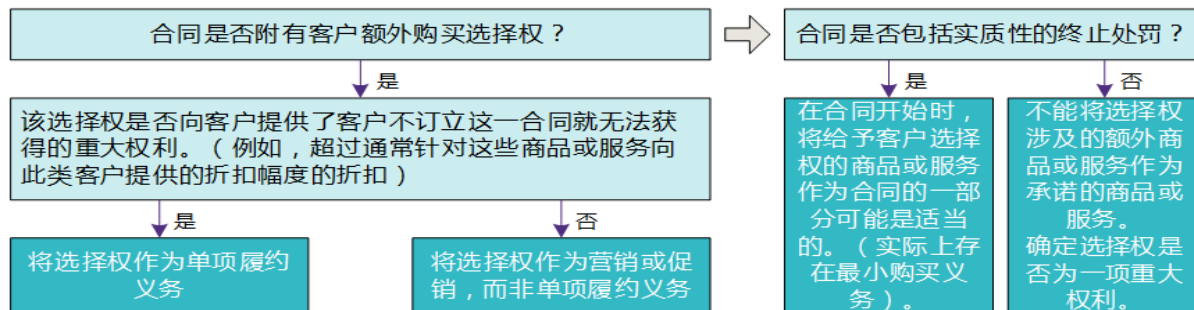 合同是否附有客户额外购买选择权？
是
该选择权是否向客户提供了客户不订立这一合同就无法获
得的重大权利。（例如，超过通常针对这些商品或服务向
此类客户提供的折扣幅度的折扣）
是
否
将选择权作为单项履约
义务
将选择权作为营销或促
销，而非单项履约义务
合同是否包括实质性的终止处罚？
是
否
在合同开始时，
将给予客户选择
权的商品或服务
作为合同的一部
分可能是适当
的。（实际上存
在最小购买义
务）。
不能将选择权
涉及的额外商
品或服务作为
承诺的商品或
服务。
确定选择权是
否为一项重大
权利。